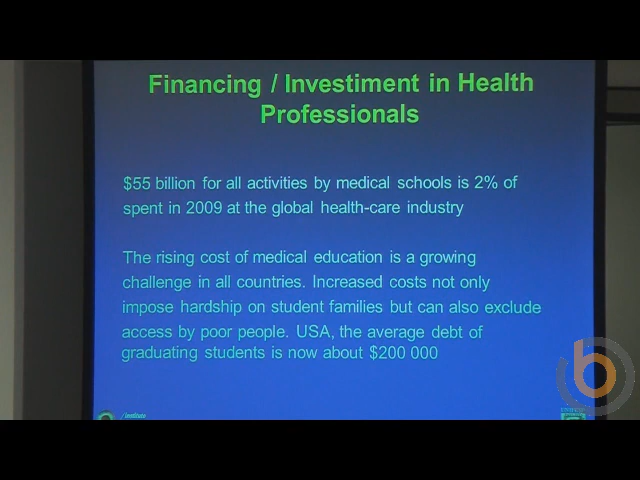 Financing / Investiment in Health
Professionals
$55 billion for all activities by medical schools is 2% of
spent in 2009 at the global health-care industry
The rising cost of medical education is a growing
challenge in all countries. Increased costs not only
impose hardship on student families but can also exclude
access by poor people. USA, the average debt of
graduating students is now about $200 000
/ institute
b